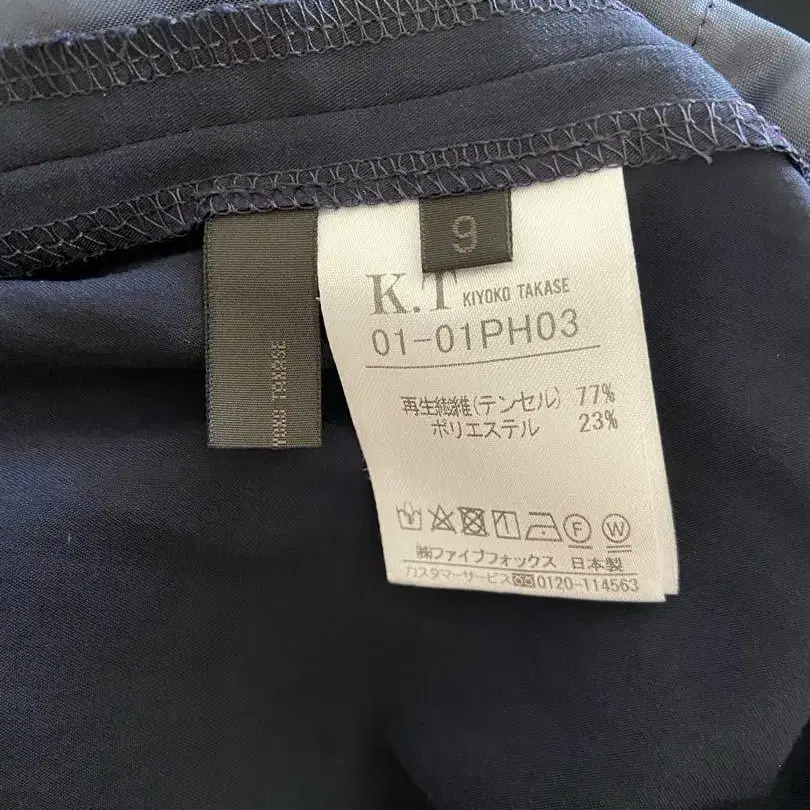 9
K.T KIYOKO TAKASE
01-01PH03
再生繊維(テンセル) 77%
ポリエステル 23%
F W
㈱ファイブフォックス 日本製
カスタマーサービス 0120-114563
YOKO TAKASE